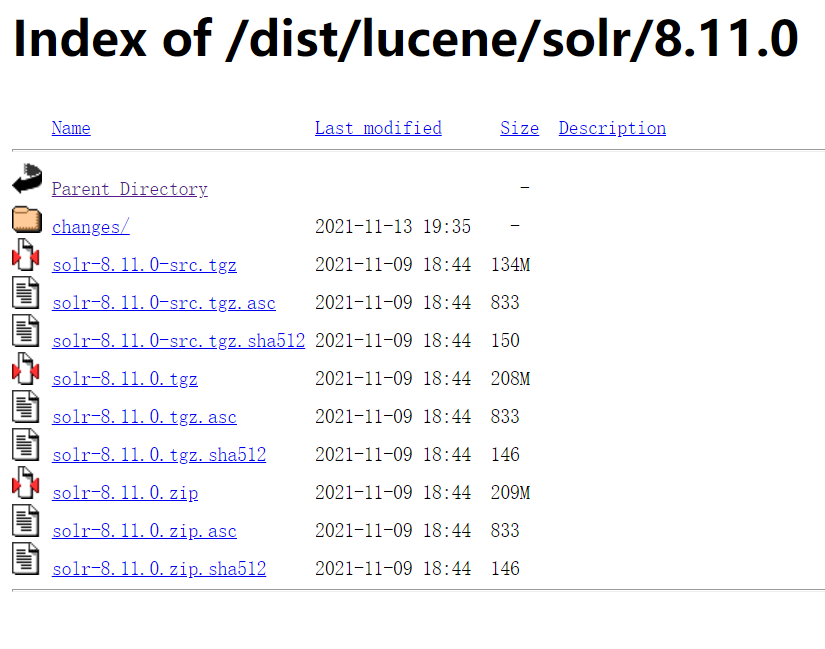 Index of /dist/lucene/solr/8.11.0
Name Last modified Size Description
Parent Directory -
changes/ 2021-11-13 19:35 -
solr-8.11.0-src.tgz 2021-11-09 18:44 134M
solr-8.11.0-src.tgz.asc 2021-11-09 18:44 833
solr-8.11.0-src.tgz.sha512 2021-11-09 18:44 150
solr-8.11.0.tgz 2021-11-09 18:44 208M
solr-8.11.0.tgz.asc 2021-11-09 18:44 833
solr-8.11.0.tgz.sha512 2021-11-09 18:44 146
solr-8.11.0.zip 2021-11-09 18:44 209M
solr-8.11.0.zip.asc 2021-11-09 18:44 833
solr-8.11.0.zip.sha512 2021-11-09 18:44 146